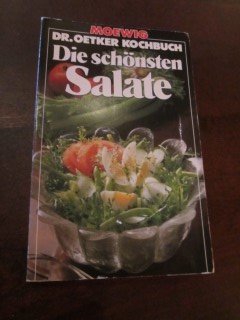 MOEWIG
DR. OETKER KOCHBUCH
Die schönsten
Salate